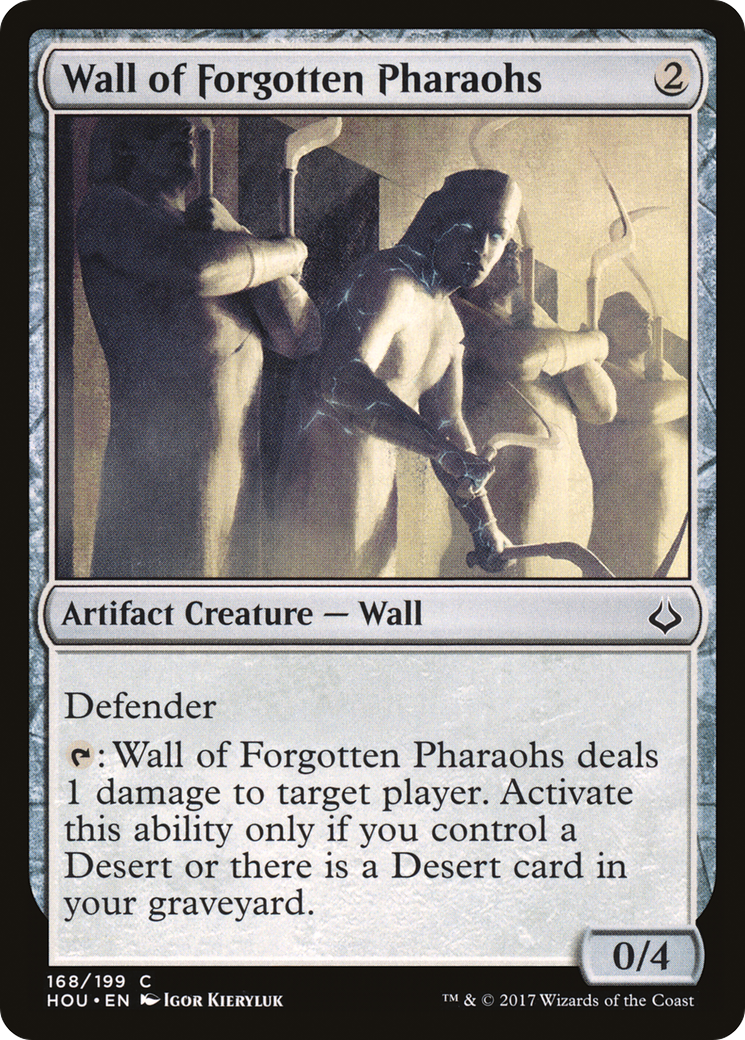 Wall of Forgotten Pharaohs 2
Artifact Creature — Wall
Defender
: Wall of Forgotten Pharaohs deals
1 damage to target player. Activate
this ability only if you control a
Desert or there is a Desert card in
your graveyard.
0/4
168/199 C
HOU • EN Igor Kieryluk
™ & © 2017 Wizards of the Coast